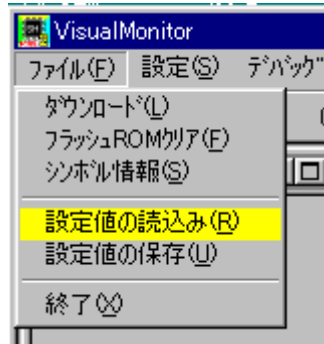 VisualMonitor
ﾌｧｲﾙ(F) 設定(S) ﾃﾞﾊﾞｯｸﾞ
ﾀﾞｳﾝﾛｰﾄﾞ(L)
ﾌﾗｯｼｭROMｸﾘｱ(F)
ｼﾝﾎﾞﾙ情報(S)
設定値の読込み(R)
設定値の保存(U)
終了(X)